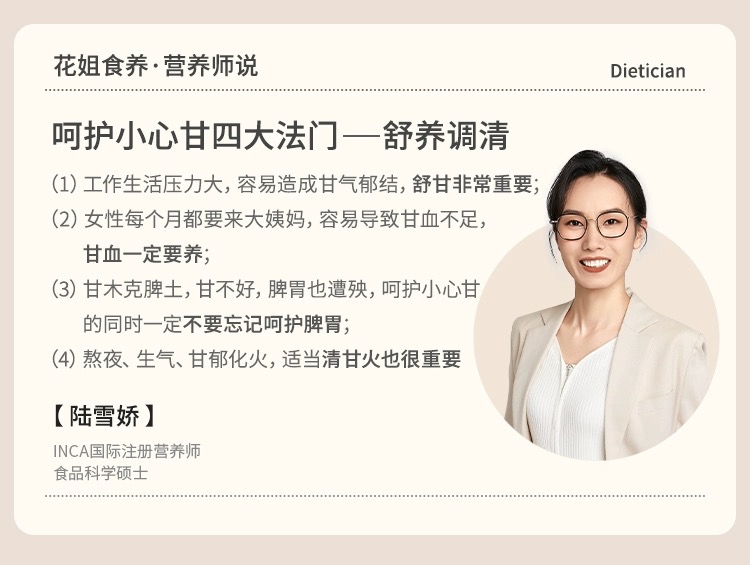 花姐食养·营养师说
Dietician
呵护小心甘四大法门——舒养调清
(1) 工作生活压力大, 容易造成甘气郁结, 舒甘非常重要;
(2) 女性每个月都要来大姨妈, 容易导致甘血不足,
甘血一定要养;
(3) 甘木克脾土, 甘不好, 脾胃也遭殃, 呵护小心甘
的同时一定不要忘记呵护脾胃;
(4) 熬夜、生气、甘郁化火, 适当清甘火也很重要
【陆雪娇】
INCA国际注册营养师
食品科学硕士